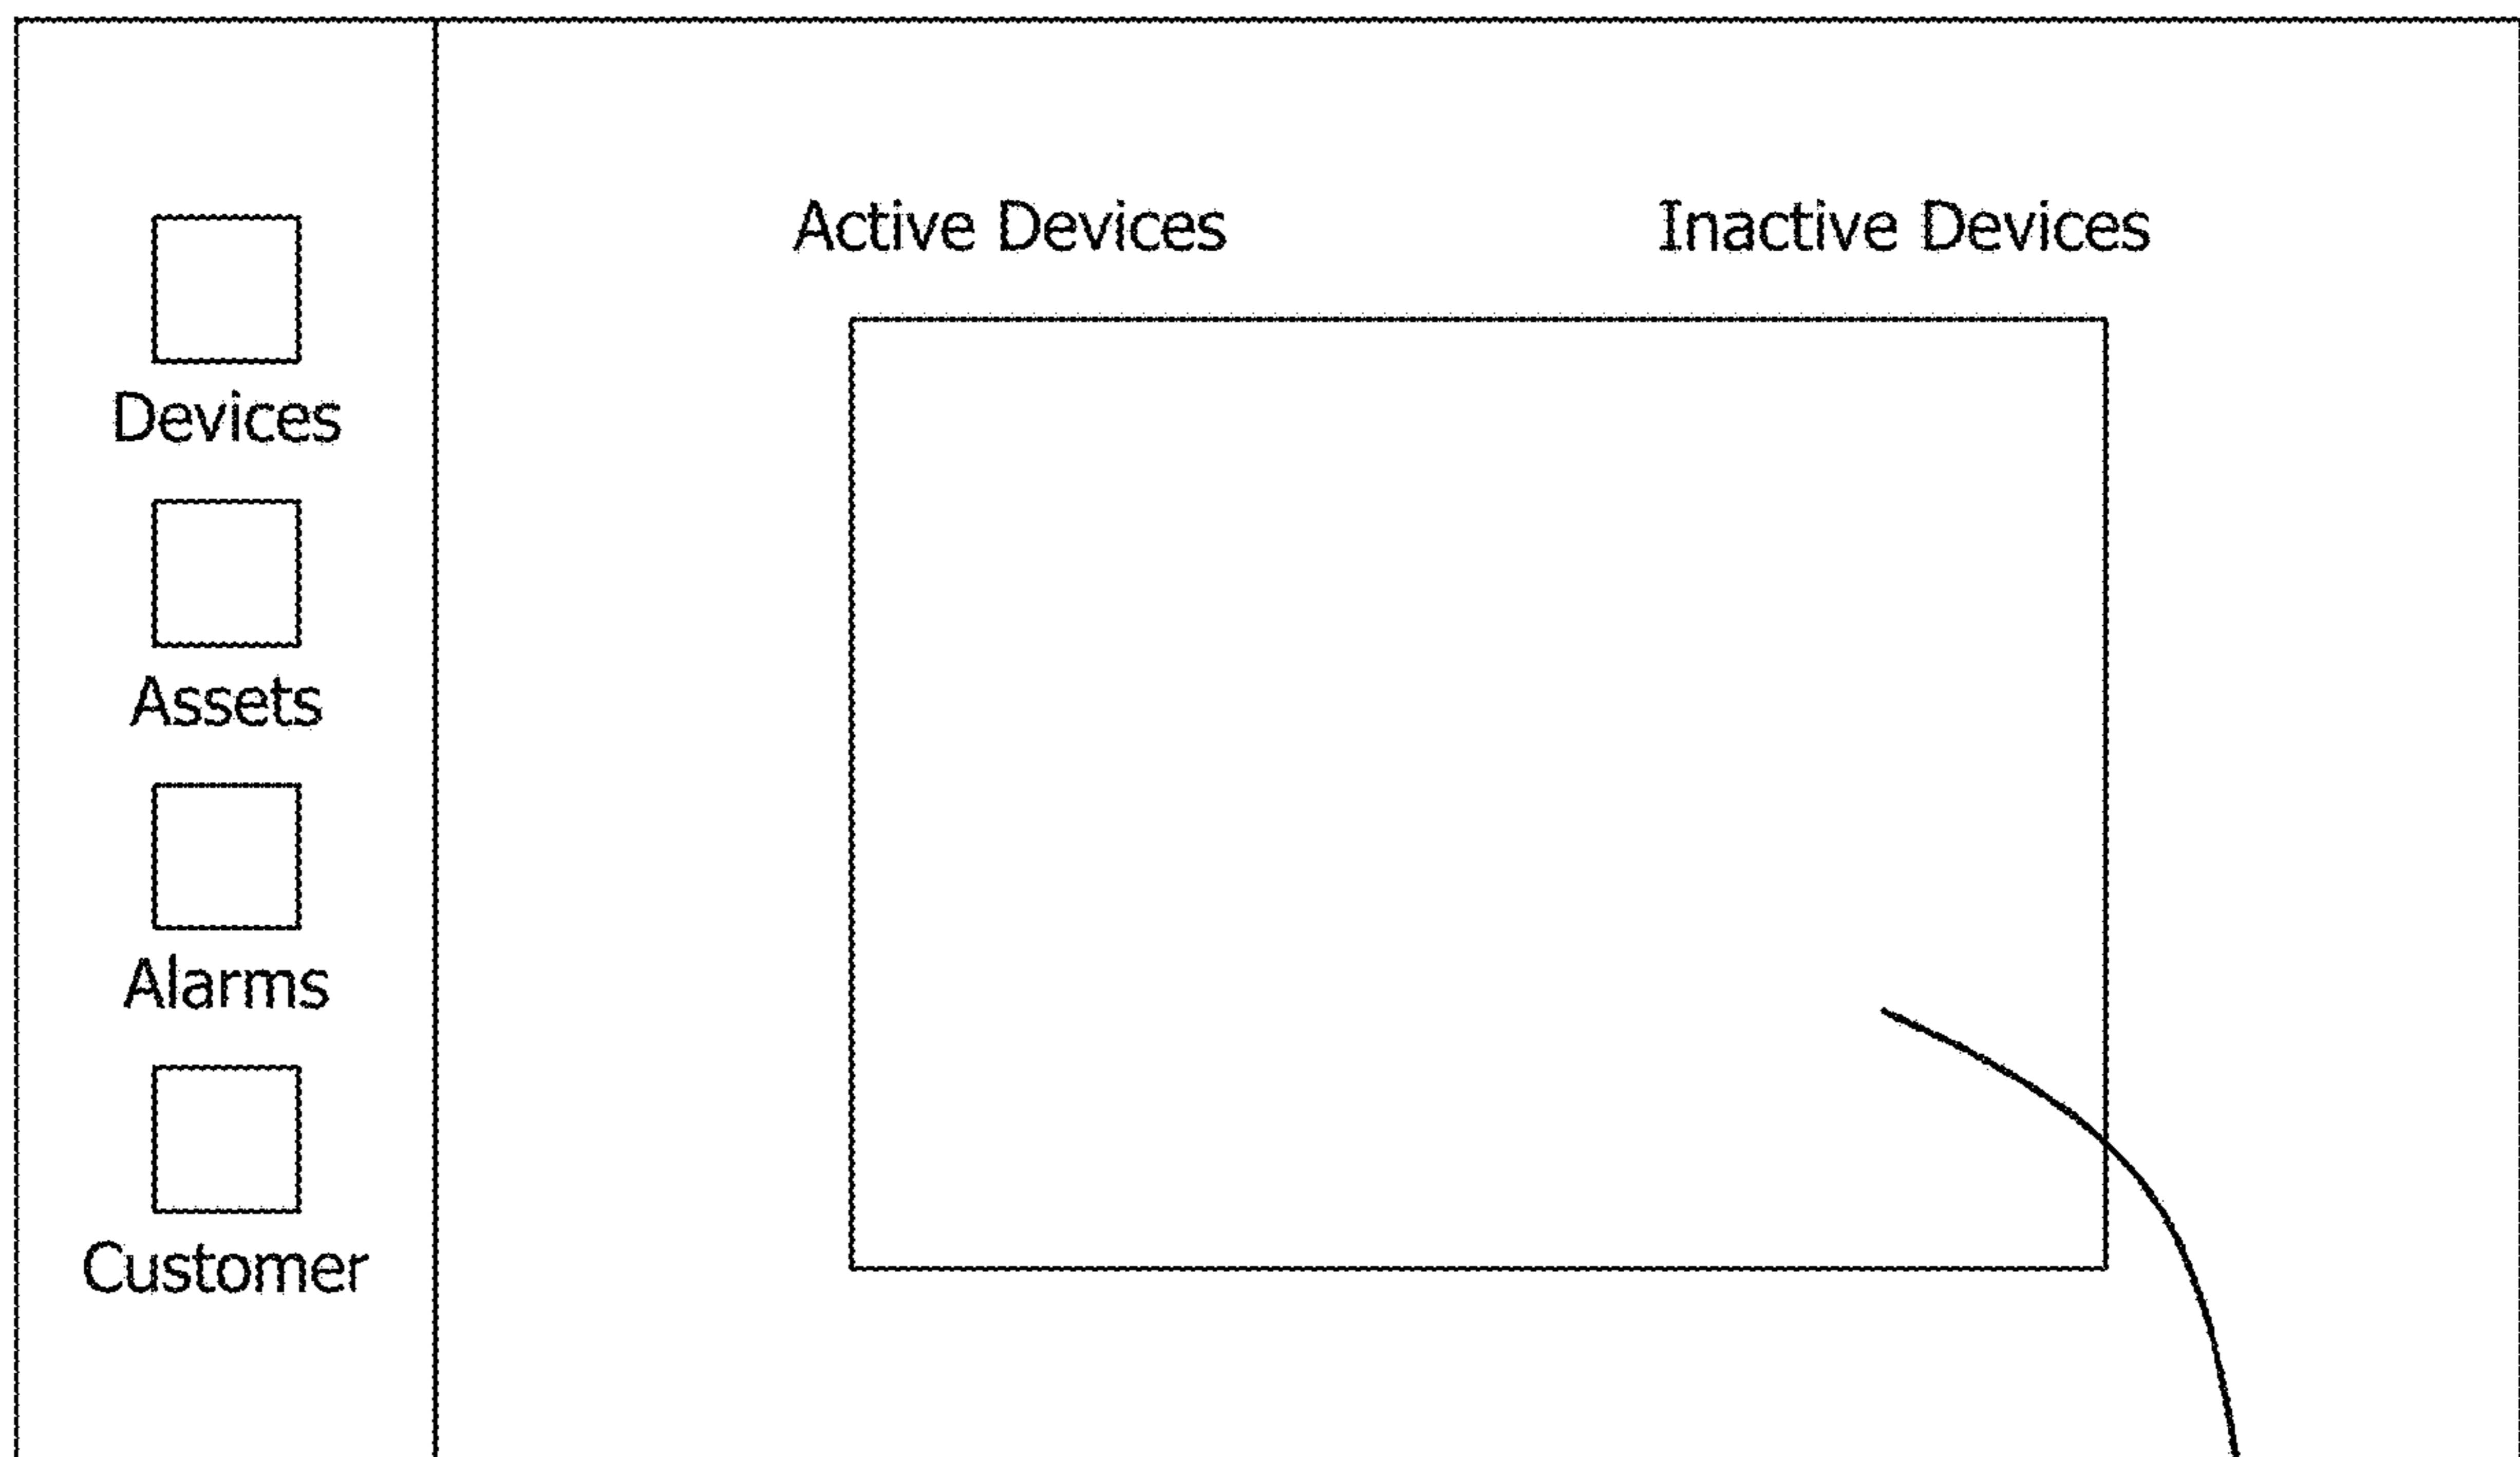 Active Devices
Inactive Devices
Devices
Assets
Alarms
Customer